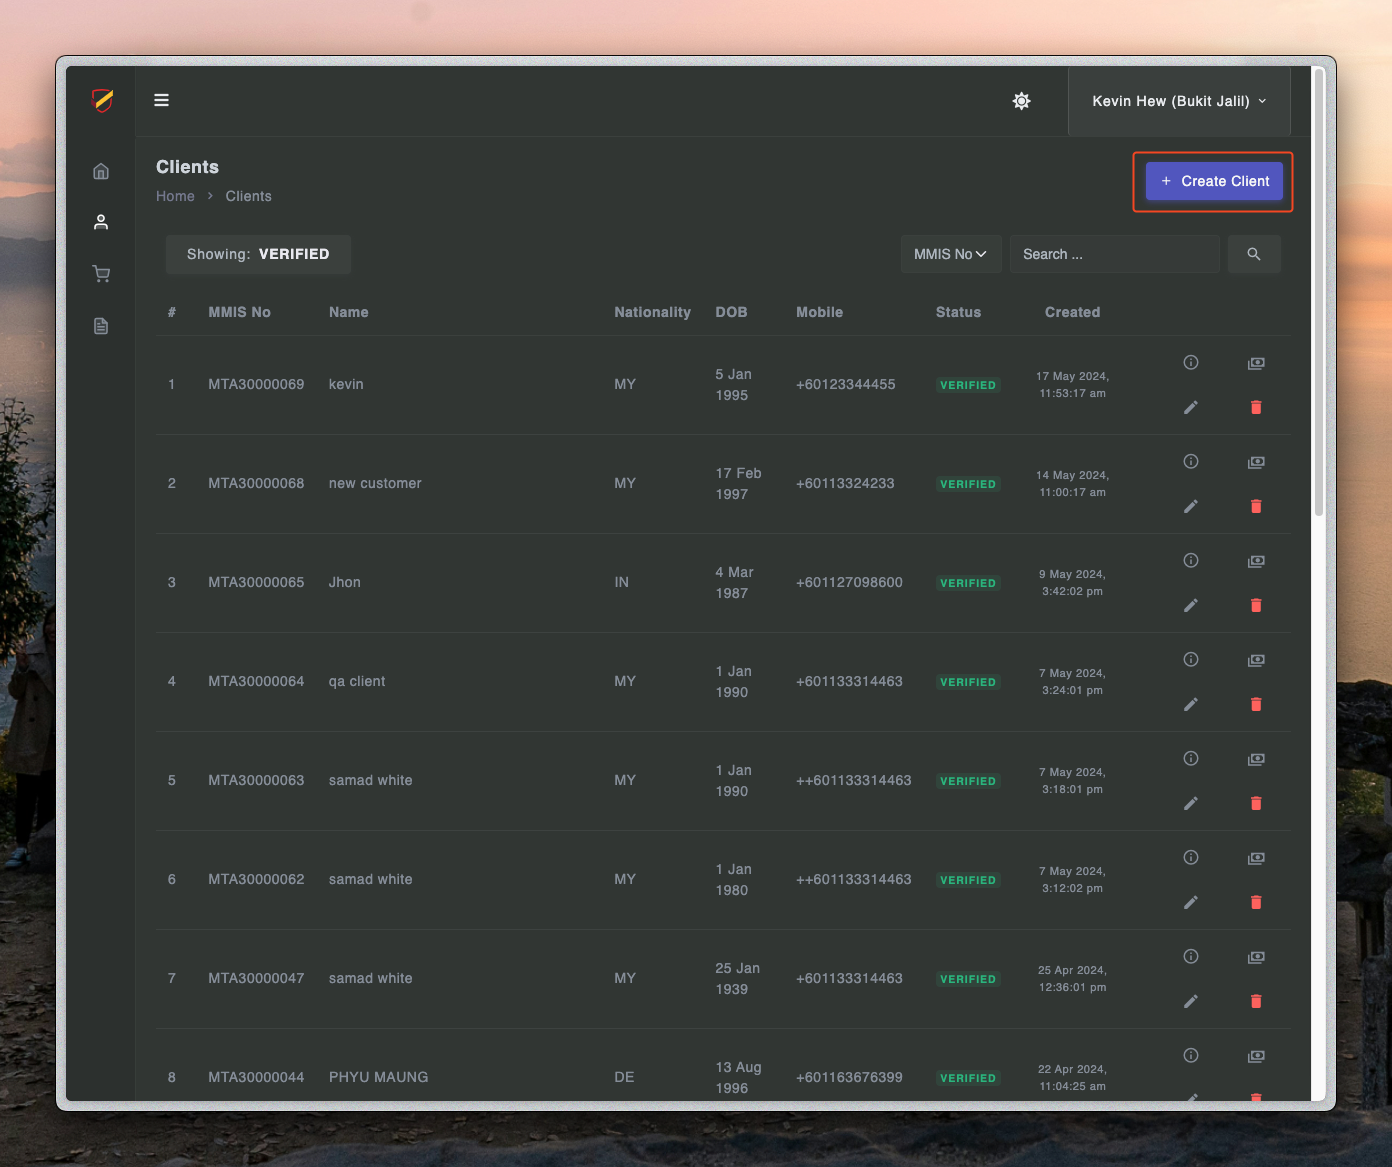 Kevin Hew (Bukit Jalil)
Clients
+ Create Client
Home > Clients
Showing: VERIFIED
MMIS No
Search ...
# MMIS No Name Nationality DOB Mobile Status Created
1 MTA30000069 kevin MY 5 Jan 1995 +60123344455 VERIFIED 17 May 2024, 11:53:17 am
2 MTA30000068 new customer MY 17 Feb 1997 +60113324233 VERIFIED 14 May 2024, 11:00:17 am
3 MTA30000065 Jhon IN 4 Mar 1987 +601127098600 VERIFIED 9 May 2024, 3:42:02 pm
4 MTA30000064 qa client MY 1 Jan 1990 +601133314463 VERIFIED 7 May 2024, 3:24:01 pm
5 MTA30000063 samad white MY 1 Jan 1990 ++601133314463 VERIFIED 7 May 2024, 3:18:01 pm
6 MTA30000062 samad white MY 1 Jan 1980 ++601133314463 VERIFIED 7 May 2024, 3:12:02 pm
7 MTA30000047 samad white MY 25 Jan 1939 +601133314463 VERIFIED 25 Apr 2024, 12:36:01 pm
8 MTA30000044 PHYU MAUNG DE 13 Aug 1996 +601163676399 VERIFIED 22 Apr 2024, 11:04:25 am